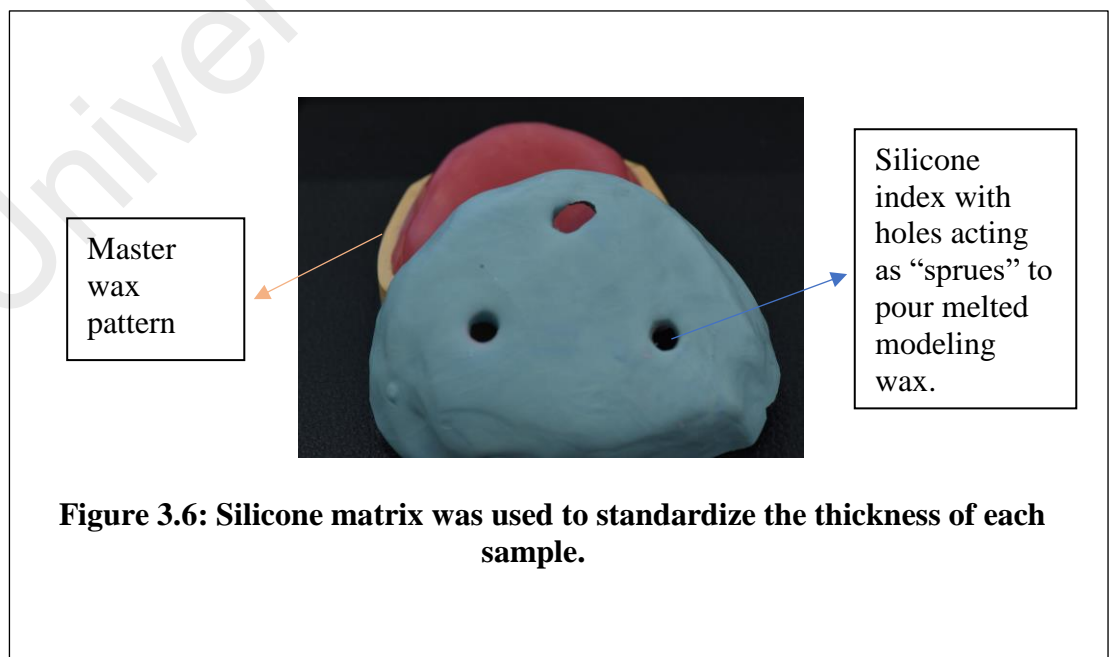 Master
wax
pattern
Silicone
index with
holes acting
as “sprues” to
pour melted
modeling
wax.
Figure 3.6: Silicone matrix was used to standardize the thickness of each
sample.